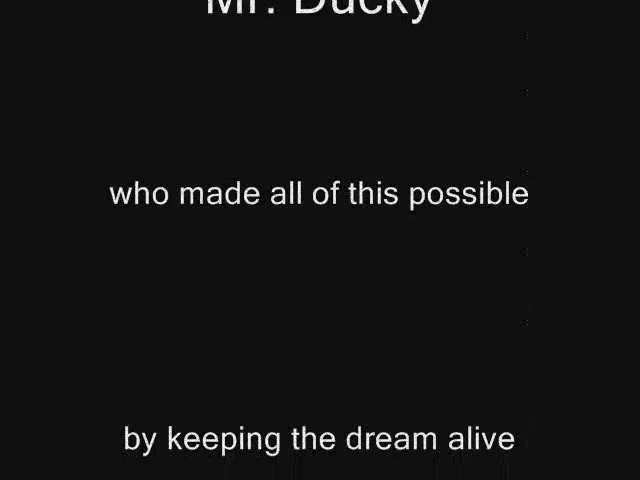 Mr. Ducky
who made all of this possible
by keeping the dream alive